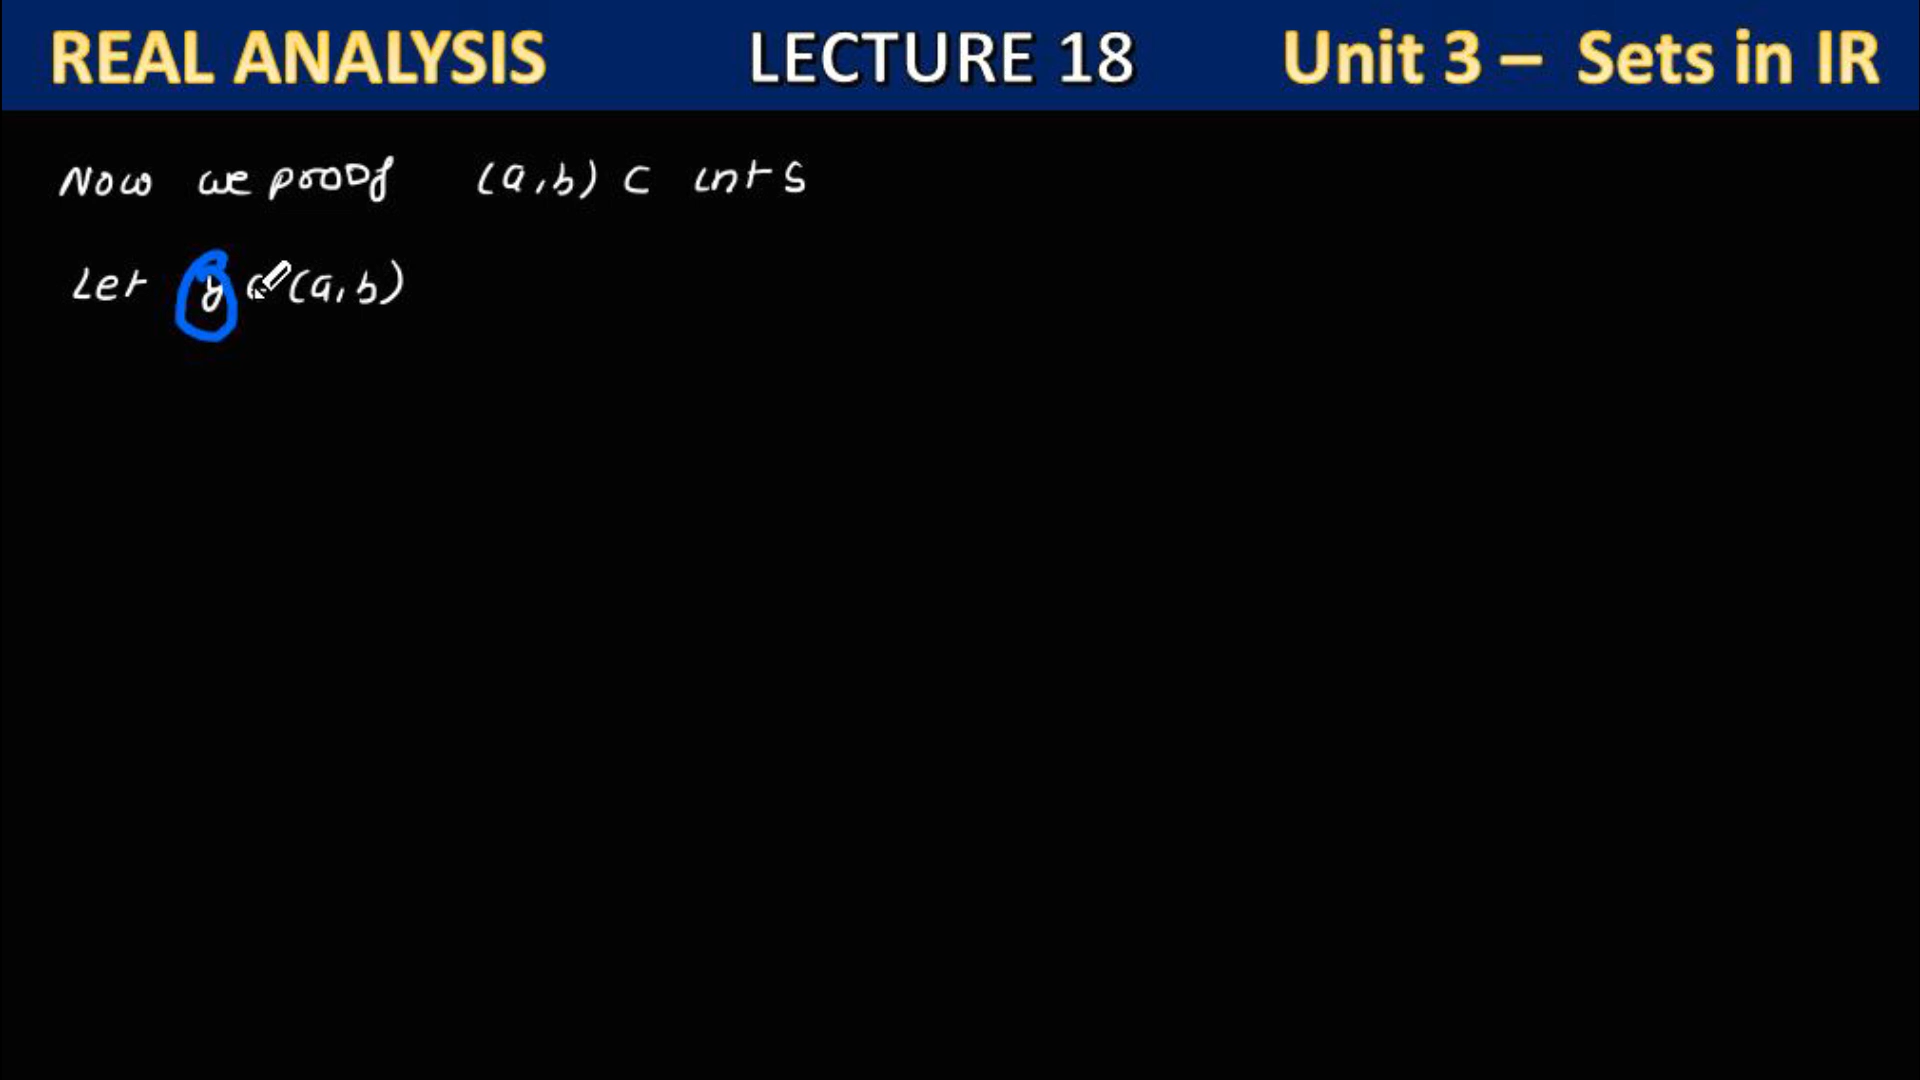 REAL ANALYSIS LECTURE 18 Unit 3 – Sets in IR
Now we proof (a,b) ⊂ int S
Let y ∈ (a,b)